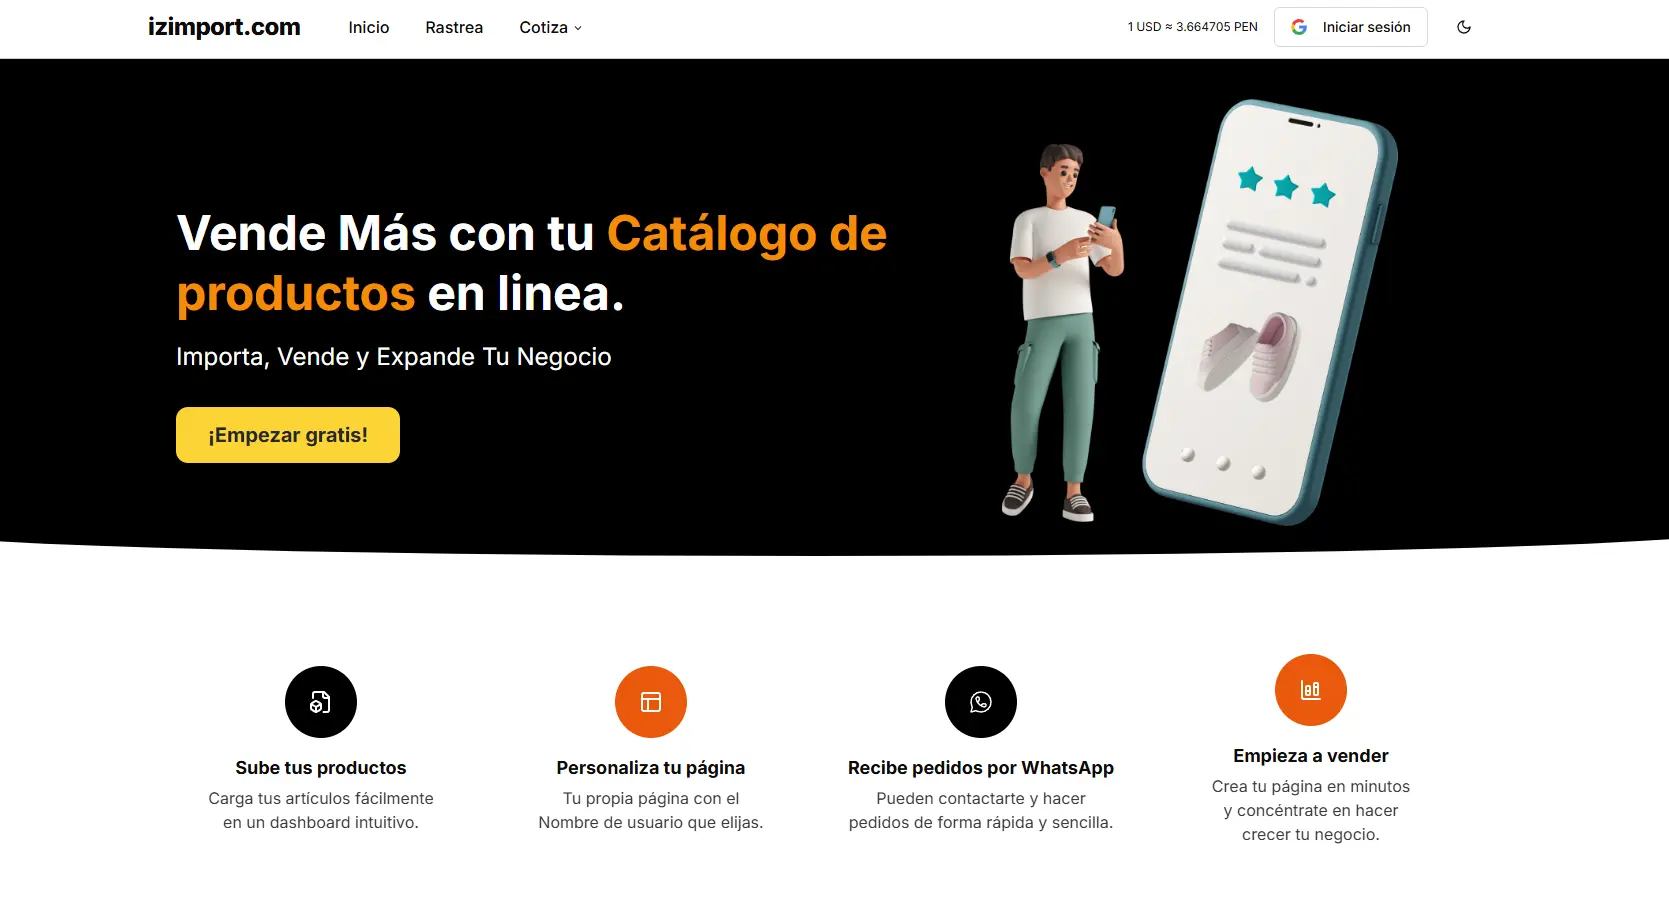 izimport.com
Inicio
Rastrea
Cotiza
1 USD ≈ 3.664705 PEN
Iniciar sesión
Vende Más con tu Catálogo de
productos en linea.
Importa, Vende y Expande Tu Negocio
¡Empezar gratis!
Sube tus productos
Carga tus artículos fácilmente
en un dashboard intuitivo.
Personaliza tu página
Tu propia página con el
Nombre de usuario que elijas.
Recibe pedidos por WhatsApp
Pueden contactarte y hacer
pedidos de forma rápida y sencilla.
Empieza a vender
Crea tu página en minutos
y concéntrate en hacer
crecer tu negocio.